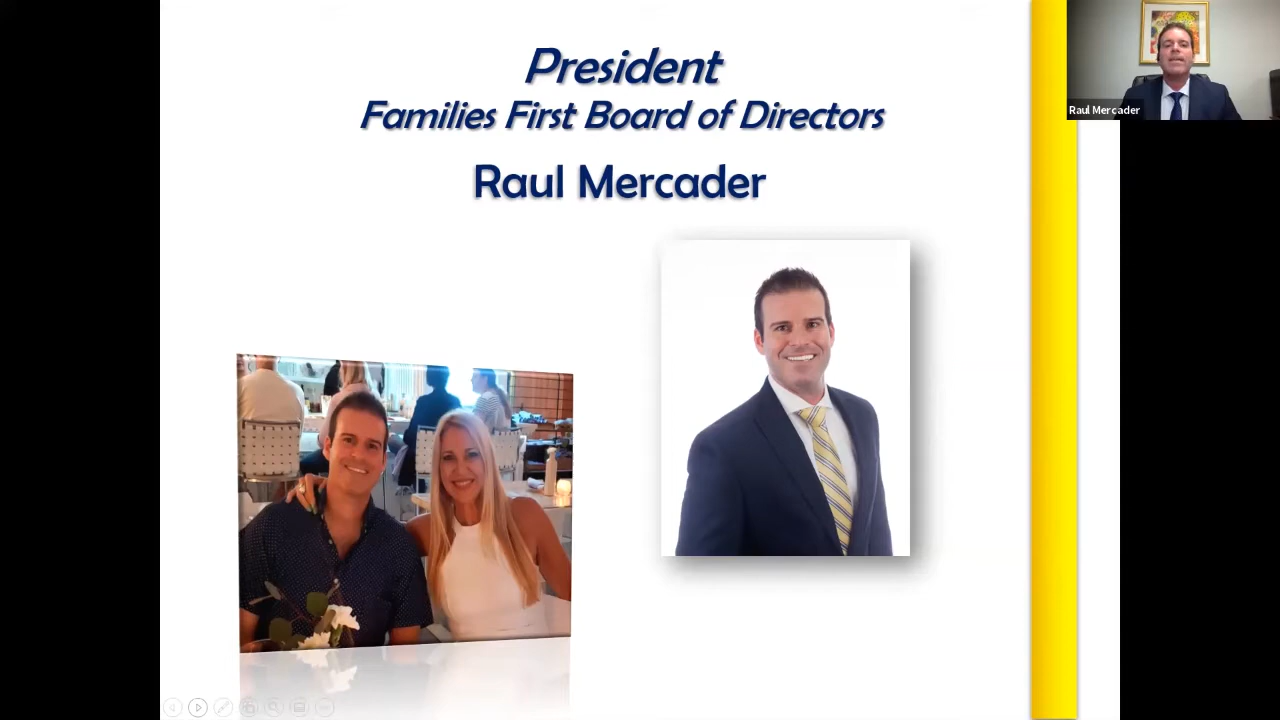 President
Families First Board of Directors
Raul Mercader
Raul Mercader